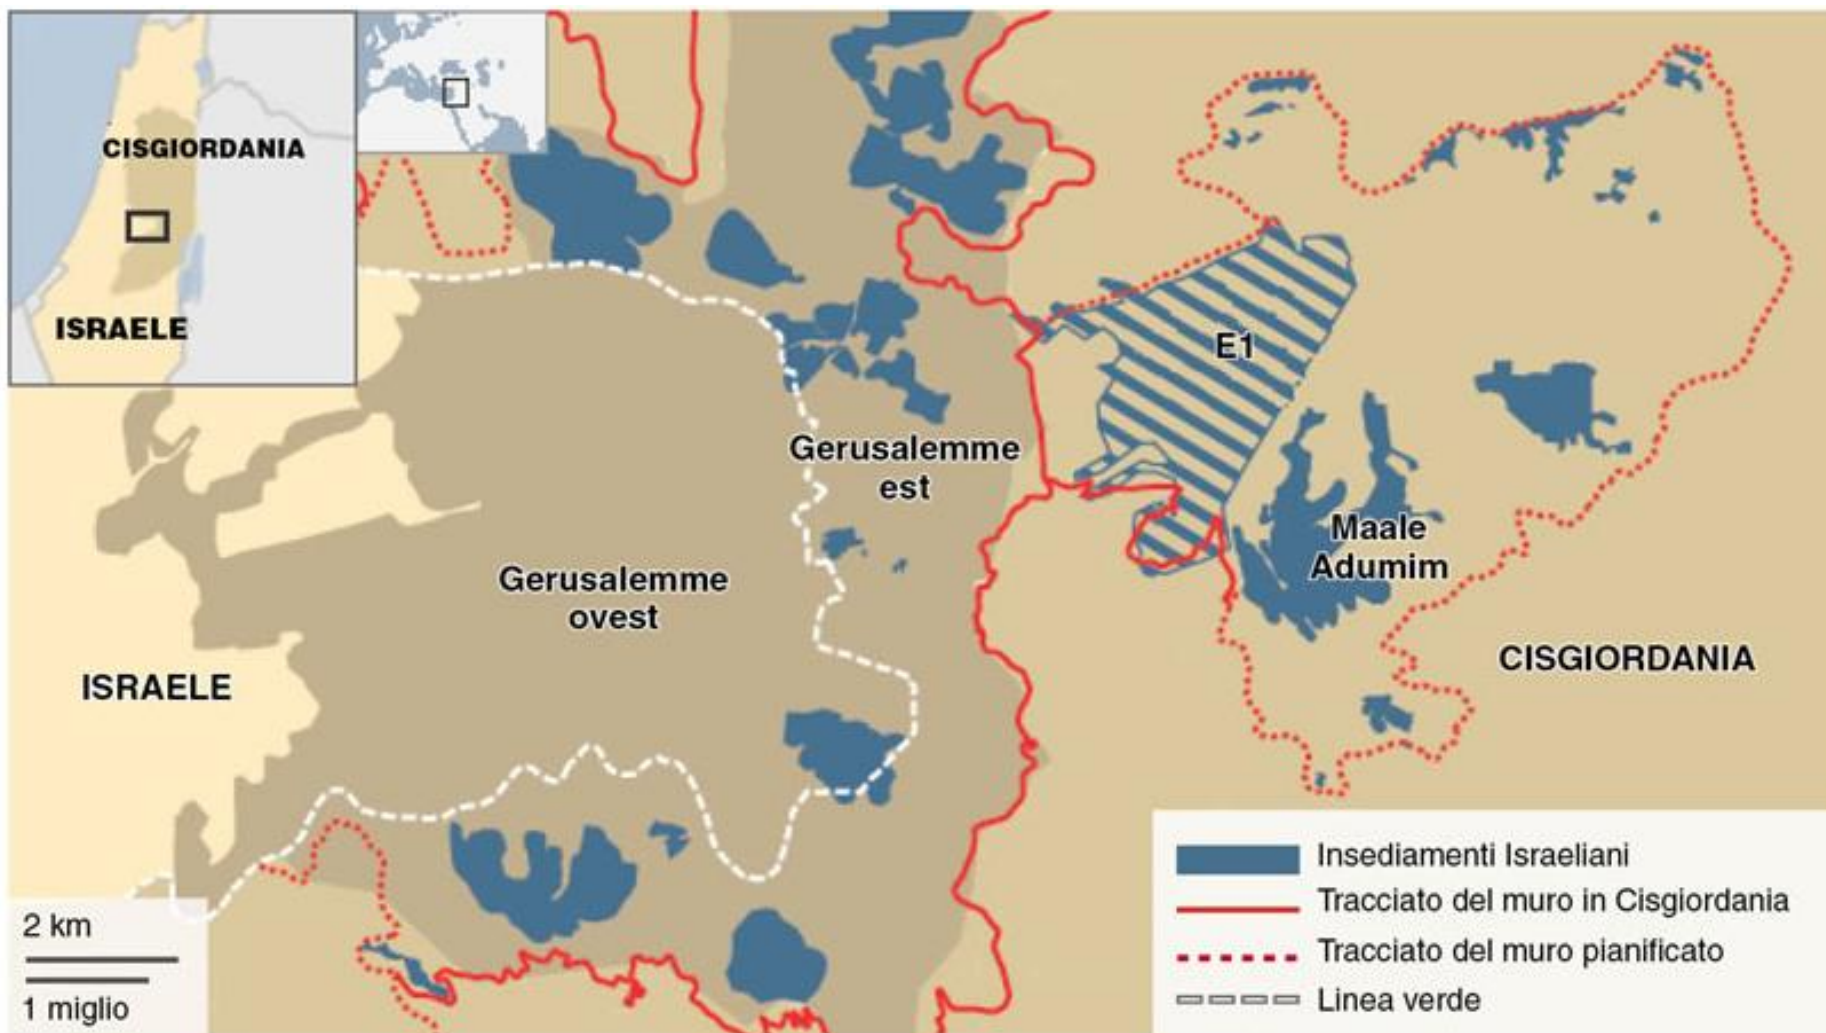 CISGIORDANIA
ISRAELE
E1
Gerusalemme
est
Maale
Adumim
Gerusalemme
ovest
CISGIORDANIA
ISRAELE
2 km
1 miglio
Insediamenti Israeliani
Tracciato del muro in Cisgiordania
Tracciato del muro pianificato
Linea verde